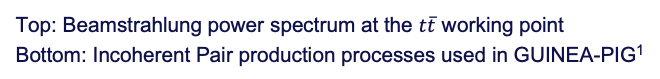 Top: Beamstrahlung power spectrum at the tt̄ working point
Bottom: Incoherent Pair production processes used in GUINEA-PIG¹